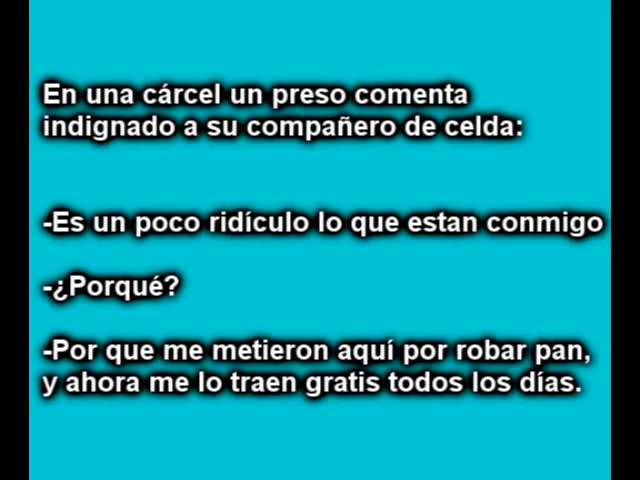 En una cárcel un preso comenta
indignado a su compañero de celda:
-Es un poco ridículo lo que estan conmigo
-¿Porqué?
-Por que me metieron aquí por robar pan,
y ahora me lo traen gratis todos los días.